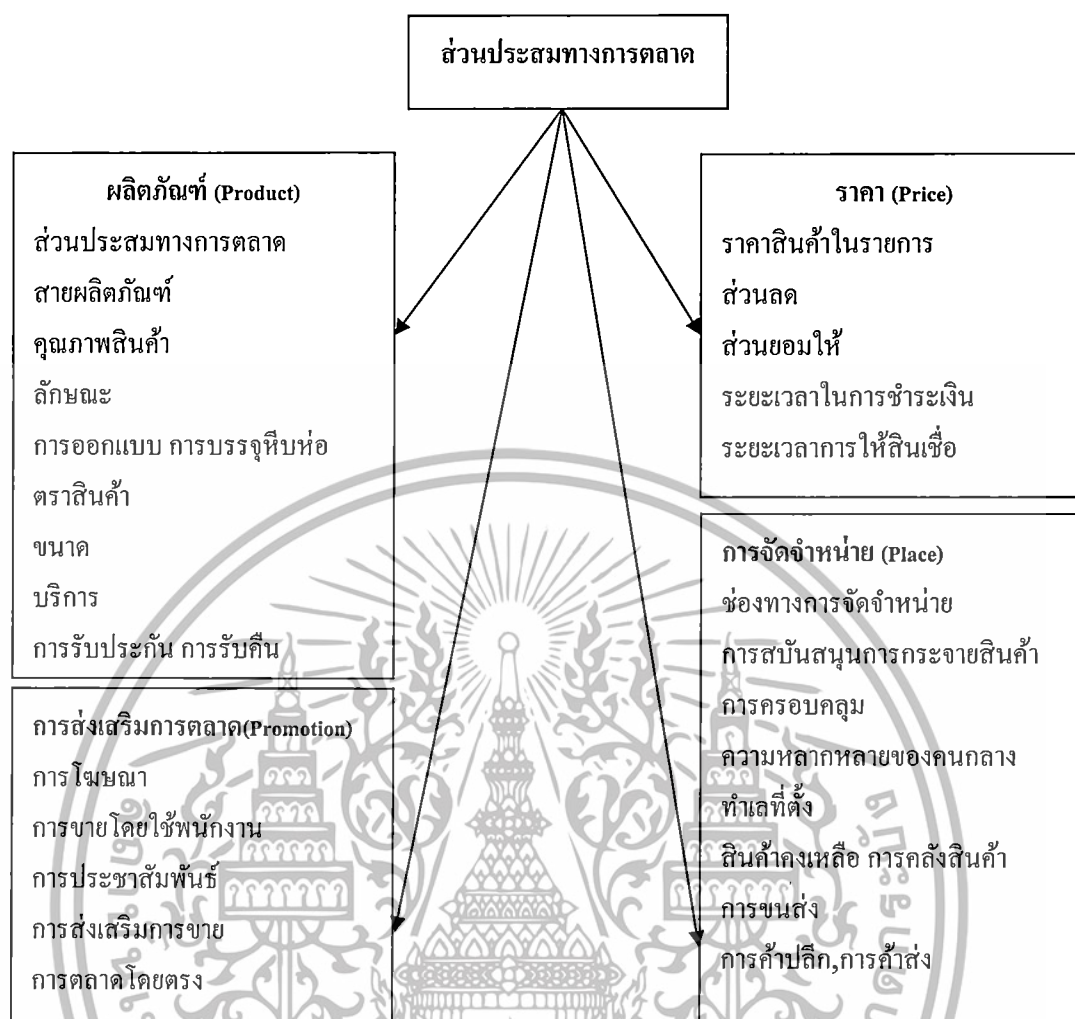 ส่วนประสมทางการตลาด
ผลิตภัณฑ์ (Product)
ส่วนประสมทางการตลาด
สายผลิตภัณฑ์
คุณภาพสินค้า
ลักษณะ
การออกแบบ การบรรจุหีบห่อ
ตราสินค้า
ขนาด
บริการ
การรับประกัน การรับคืน
ราคา (Price)
ราคาสินค้าในรายการ
ส่วนลด
ส่วนยอมให้
ระยะเวลาในการชำระเงิน
ระยะเวลาการให้สินเชื่อ
การส่งเสริมการตลาด(Promotion)
การโฆษณา
การขายโดยใช้พนักงาน
การประชาสัมพันธ์
การส่งเสริมการขาย
การตลาดโดยตรง
การจัดจำหน่าย (Place)
ช่องทางการจัดจำหน่าย
การสบันสนุนการกระจายสินค้า
การครอบคลุม
ความหลากหลายของคนกลาง
ทำเลที่ตั้ง
สินค้าคงเหลือ การคลังสินค้า
การขนส่ง
การค้าปลีก,การค้าส่ง